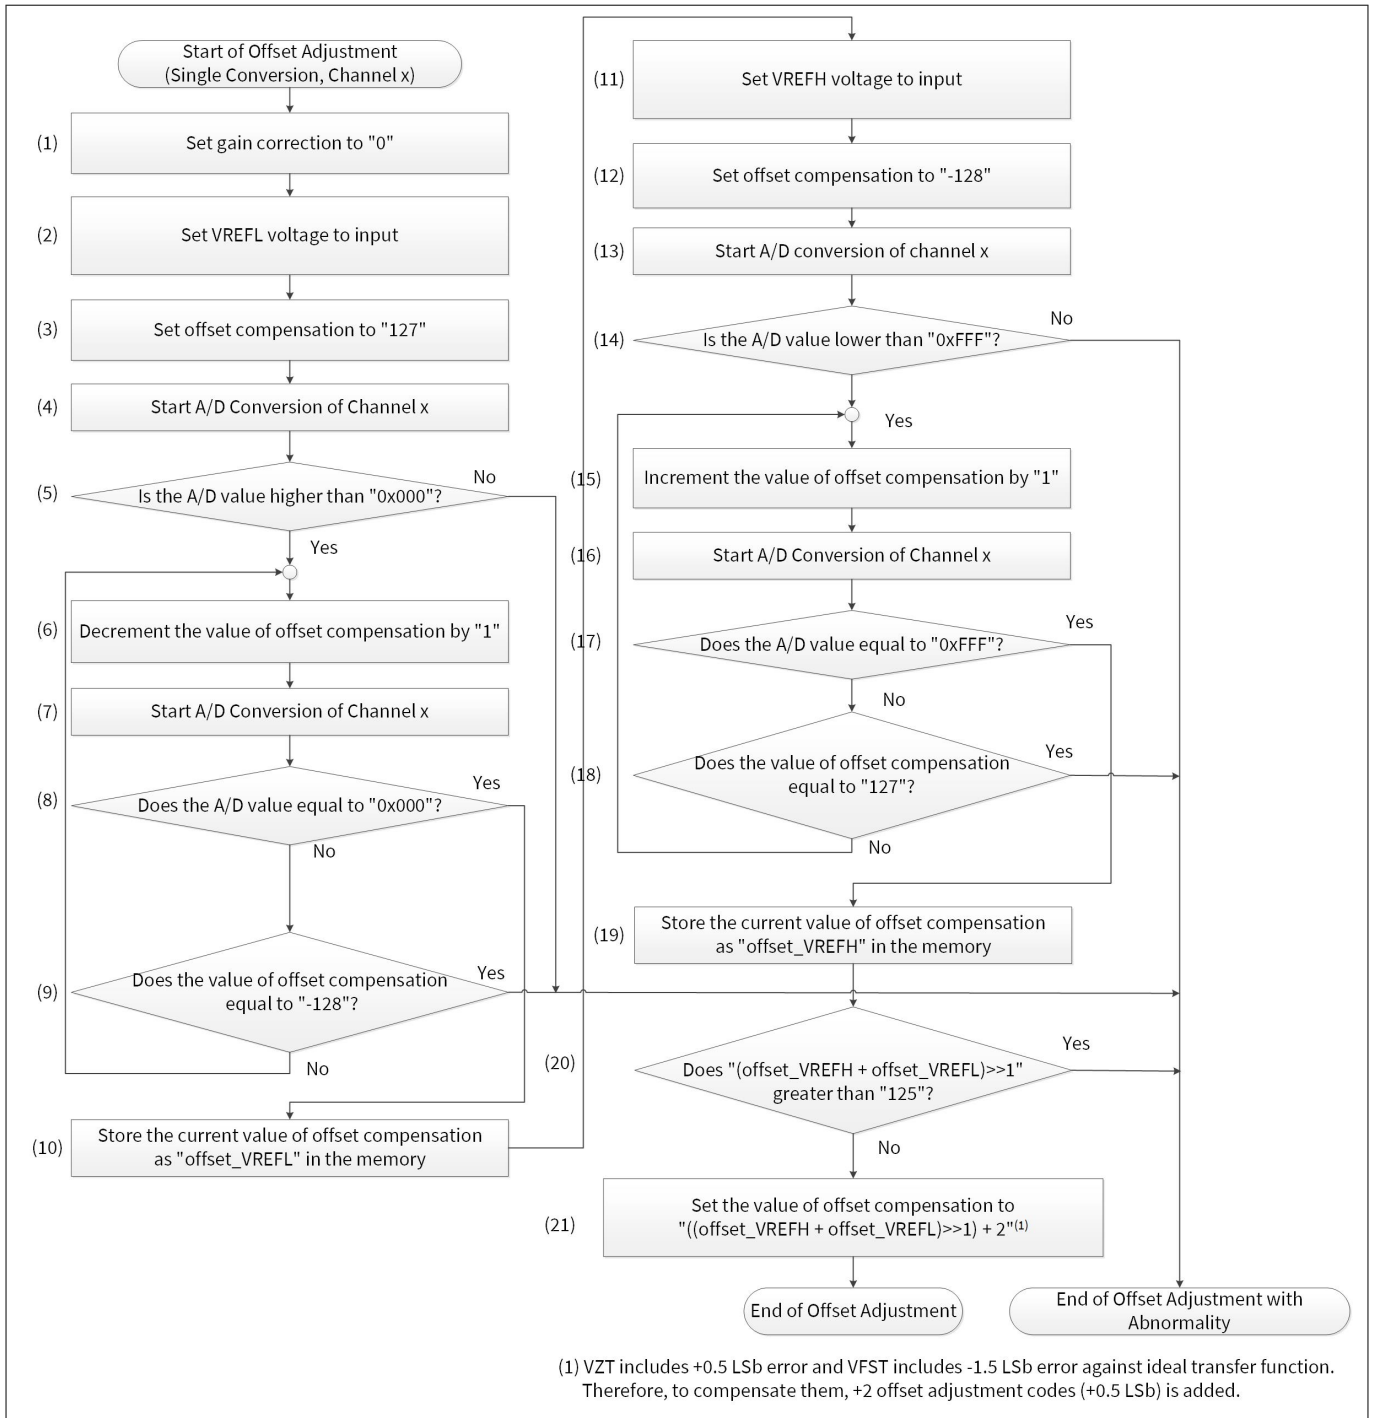 Start of Offset Adjustment
(Single Conversion, Channel x)
(1)
Set gain correction to "0"
(2)
Set VREFL voltage to input
(3)
Set offset compensation to "127"
(4)
Start A/D Conversion of Channel x
(5)
Is the A/D value higher than "0x000"?
No
Yes
(6)
Decrement the value of offset compensation by "1"
(7)
Start A/D Conversion of Channel x
(8)
Does the A/D value equal to "0x000"?
Yes
No
(9)
Does the value of offset compensation
equal to "-128"?
Yes
No
(10)
Store the current value of offset compensation
as "offset_VREFL" in the memory
(11)
Set VREFH voltage to input
(12)
Set offset compensation to "-128"
(13)
Start A/D conversion of channel x
(14)
Is the A/D value lower than "0xFFF"?
No
Yes
(15)
Increment the value of offset compensation by "1"
(16)
Start A/D Conversion of Channel x
(17)
Does the A/D value equal to "0xFFF"?
Yes
No
(18)
Does the value of offset compensation
equal to "127"?
Yes
No
(19)
Store the current value of offset compensation
as "offset_VREFH" in the memory
(20)
Does "(offset_VREFH + offset_VREFL)>>1"
greater than "125"?
Yes
No
(21)
Set the value of offset compensation to
"((offset_VREFH + offset_VREFL)>>1) + 2"(1)
End of Offset Adjustment
End of Offset Adjustment with
Abnormality
(1) VZT includes +0.5 LSb error and VFST includes -1.5 LSb error against ideal transfer function.
Therefore, to compensate them, +2 offset adjustment codes (+0.5 LSb) is added.